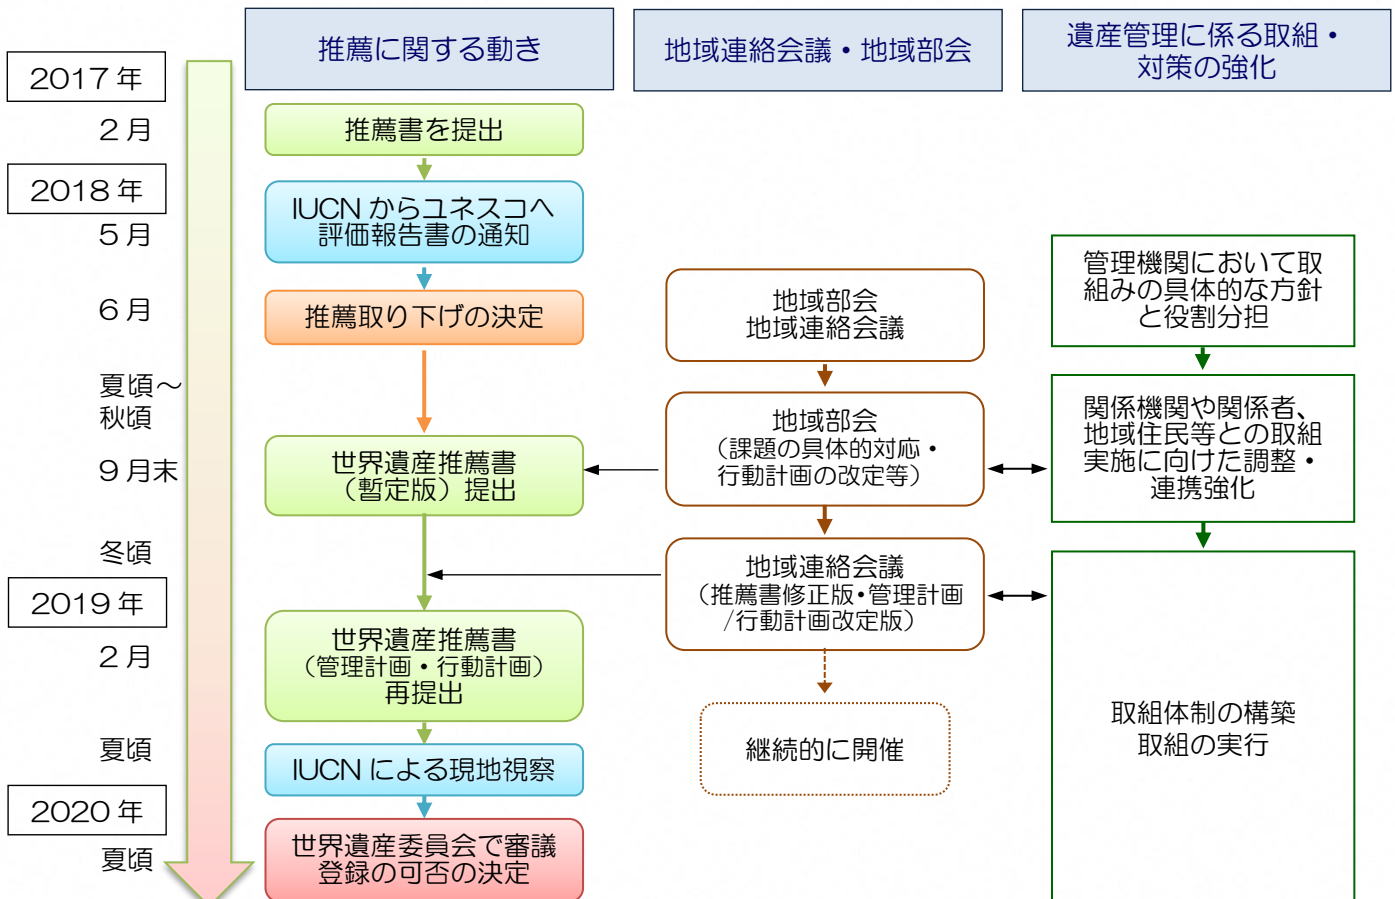 推薦に関する動き
地域連絡会議・地域部会
遺産管理に係る取組・
対策の強化
2017年
2月
推薦書を提出
2018年
5月
IUCNからユネスコへ
評価報告書の通知
6月
推薦取り下げの決定
地域部会
地域連絡会議
管理機関において取
組みの具体的な方針
と役割分担
夏頃~
秋頃
9月末
世界遺産推薦書
(暫定版)提出
地域部会
(課題の具体的対応・
行動計画の改定等)
関係機関や関係者、
地域住民等との取組
実施に向けた調整・
連携強化
冬頃
地域連絡会議
(推薦書修正版・管理計画
/行動計画改定版)
2019年
2月
世界遺産推薦書
(管理計画・行動計画)
再提出
継続的に開催
取組体制の構築
取組の実行
夏頃
IUCNによる現地視察
2020年
夏頃
世界遺産委員会で審議
登録の可否の決定